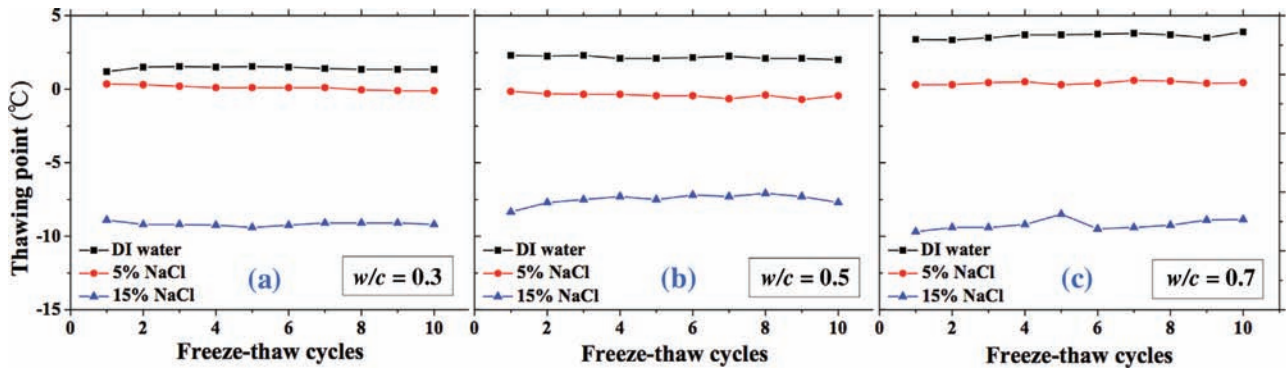 Thawing point (℃)
5
0
-5
-10
-15
DI water
5% NaCl
15% NaCl
(a)
w/c = 0.3
0 2 4 6 8 10
Freeze-thaw cycles
DI water
5% NaCl
15% NaCl
(b)
w/c = 0.5
0 2 4 6 8 10
Freeze-thaw cycles
DI water
5% NaCl
15% NaCl
(c)
w/c = 0.7
0 2 4 6 8 10
Freeze-thaw cycles